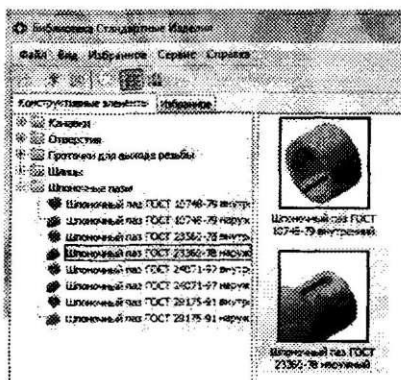 Библиотека Стандартные Изделия
Файл Вид Избранное Сервис Справка
Конструктивные элементы Избранное
Канавки
Отверстия
Проточки для выхода резьбы
Шлицы
Шпоночные пазы
Шпоночный паз ГОСТ 10748-79 внутр
Шпоночный паз ГОСТ 10748-79 наруж
Шпоночный паз ГОСТ 23360-78 внутр
Шпоночный паз ГОСТ 23360-78 наруж
Шпоночный паз ГОСТ 24071-97 внутр
Шпоночный паз ГОСТ 24071-97 наруж
Шпоночный паз ГОСТ 29175-91 внутр
Шпоночный паз ГОСТ 29175-91 наруж
Шпоночный паз ГОСТ
10748-79 внутренний
Шпоночный паз ГОСТ
23360-78 наружный